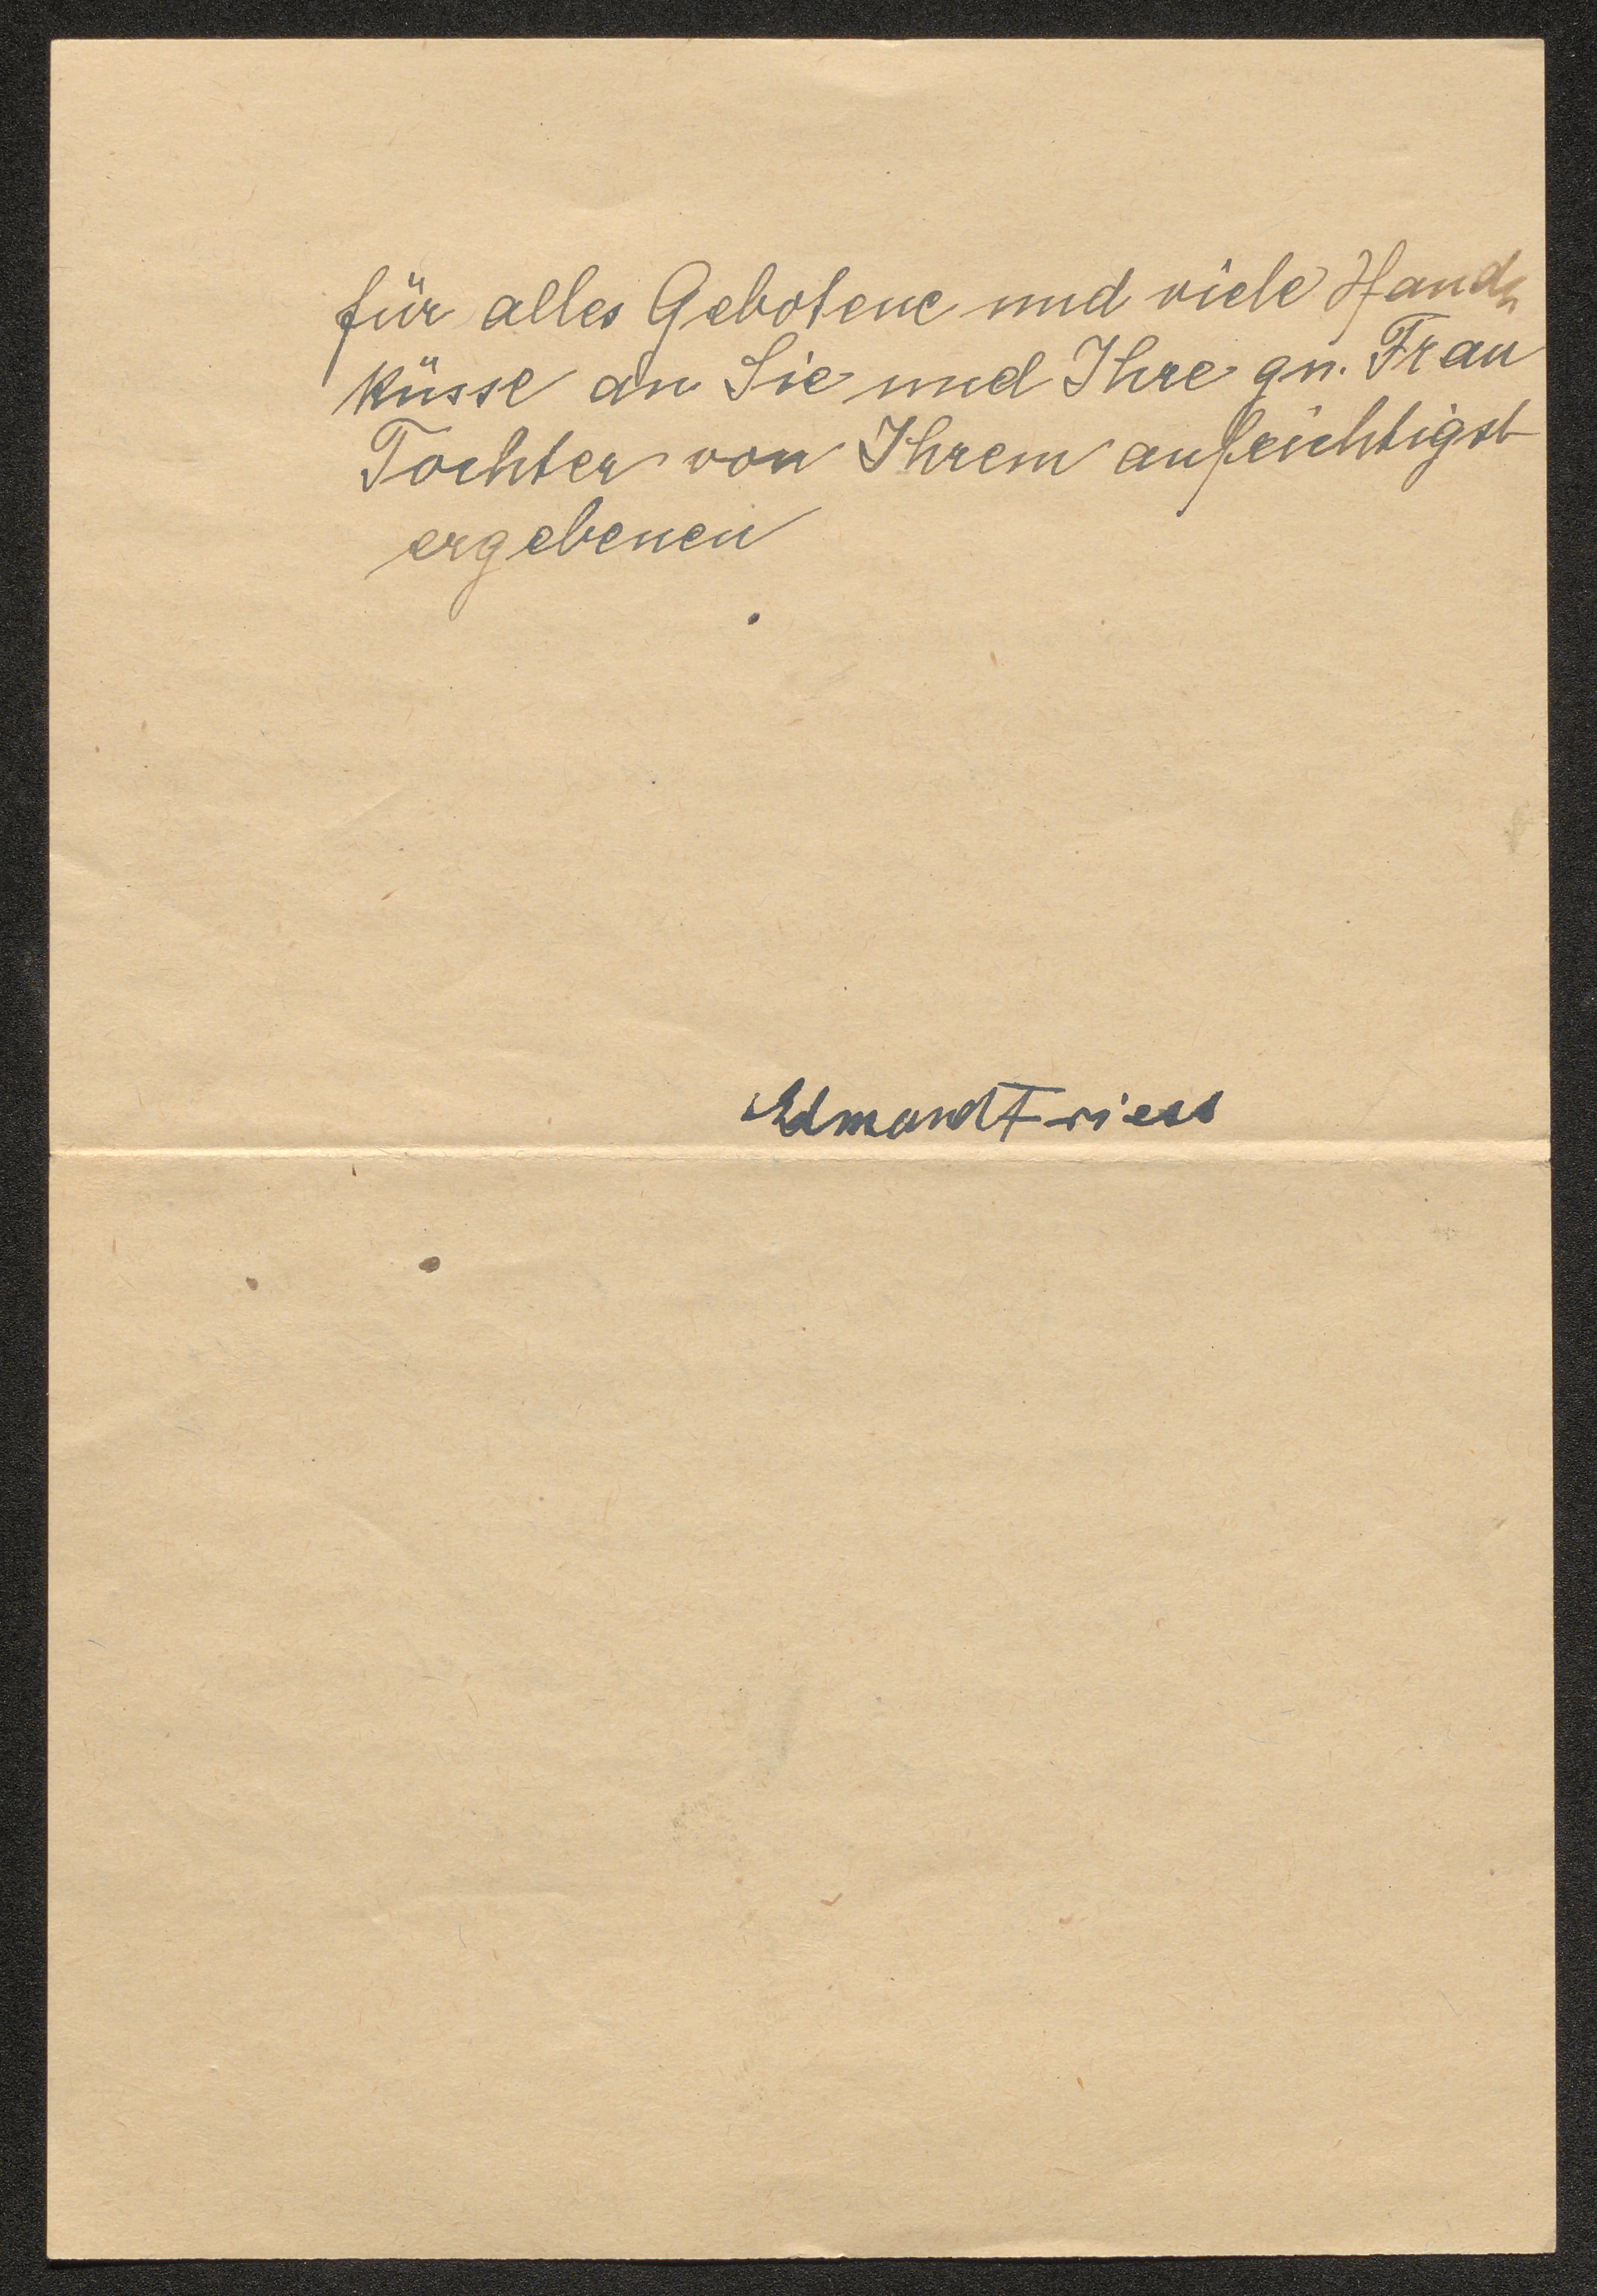 für alles Gebotene und viele Hand-
küsse an Sie und Ihre gn. Frau
Tochter von Ihrem aufrichtigst
ergebenen
Edmund Friess